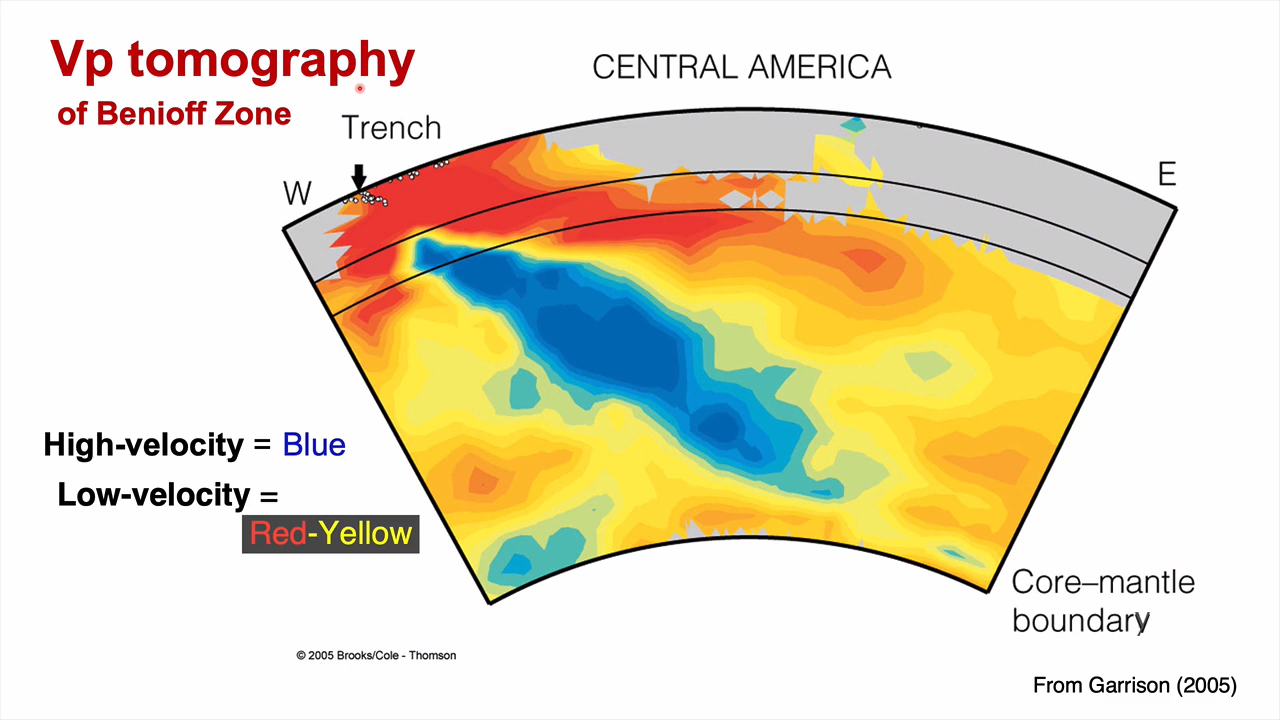 Vp tomography
of Benioff Zone
CENTRAL AMERICA
Trench
W
E
High-velocity = Blue
Low-velocity =
Red-Yellow
Core–mantle
boundary
© 2005 Brooks/Cole - Thomson
From Garrison (2005)